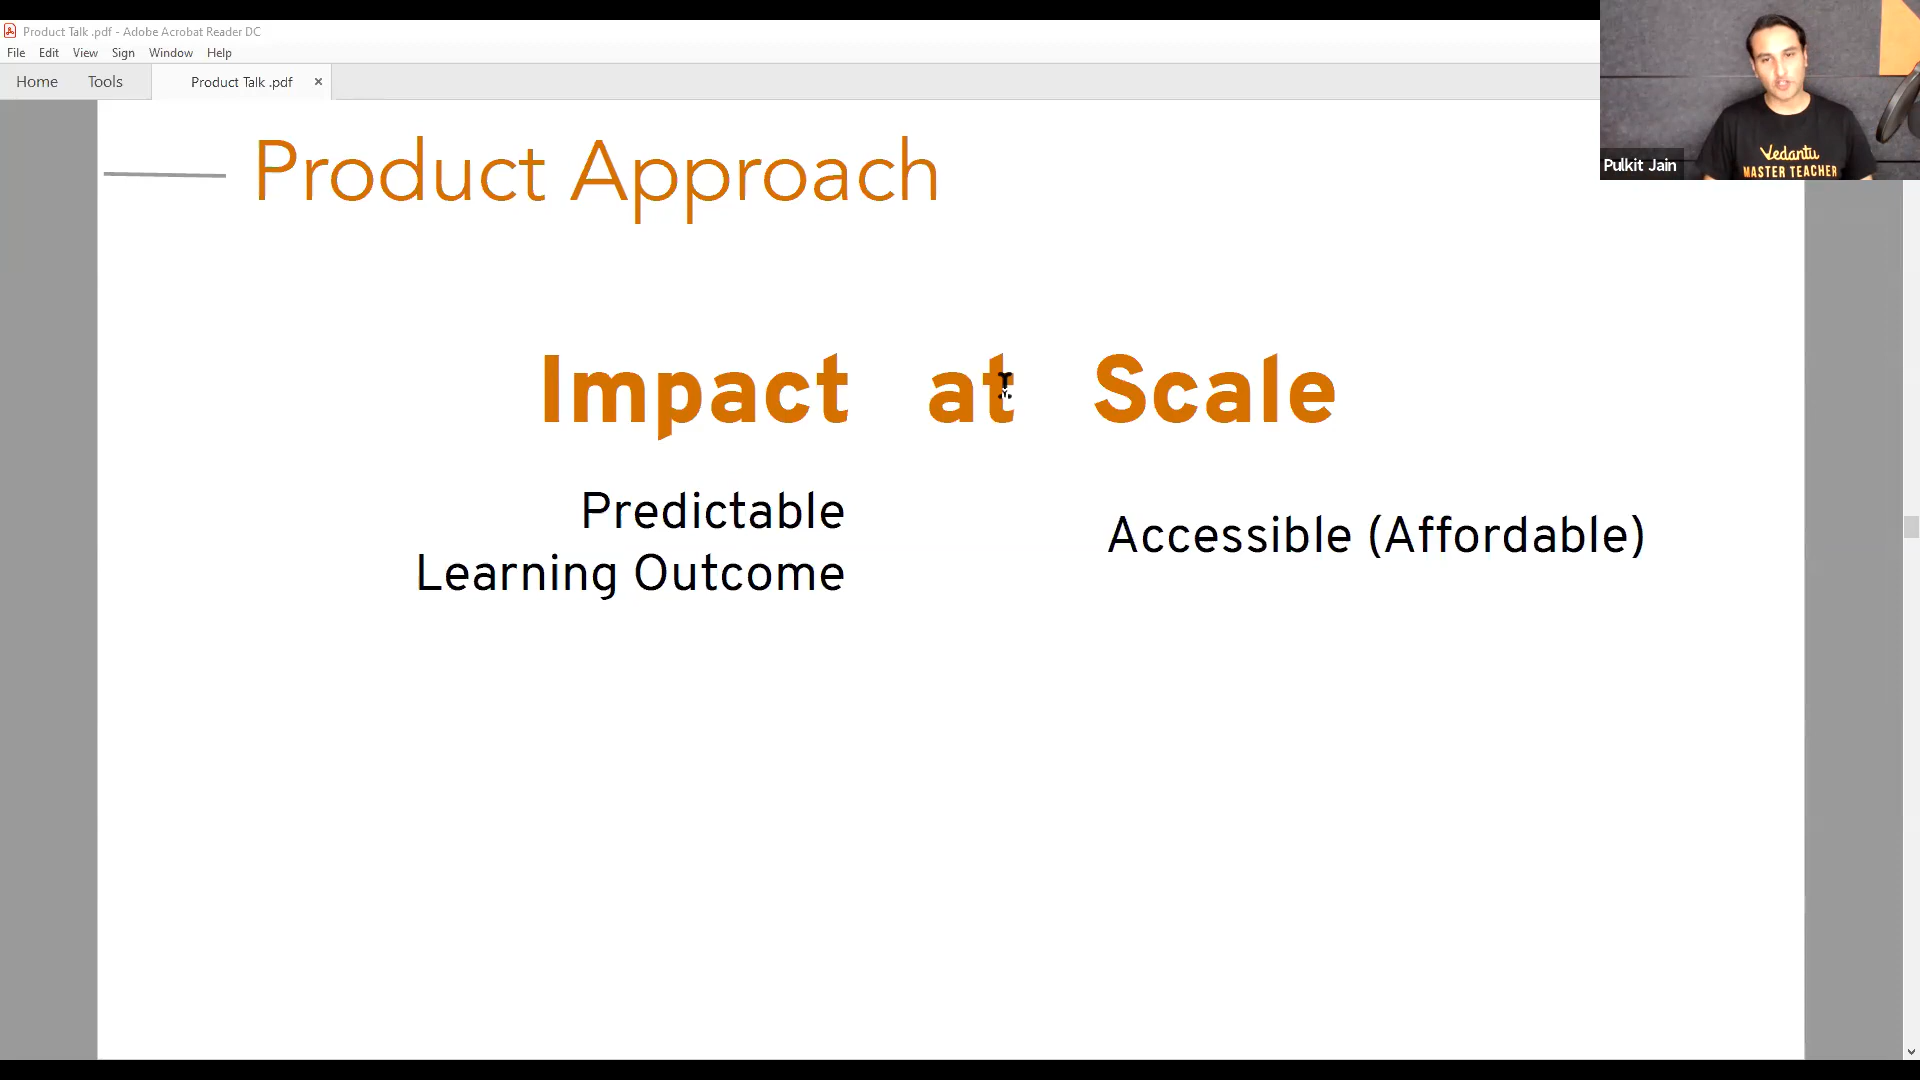 Product Talk .pdf - Adobe Acrobat Reader DC
File Edit View Sign Window Help
Home Tools Product Talk .pdf ×
Product Approach
Impact at Scale
Predictable
Learning Outcome
Accessible (Affordable)
Vedantu
MASTER TEACHER
Pulkit Jain